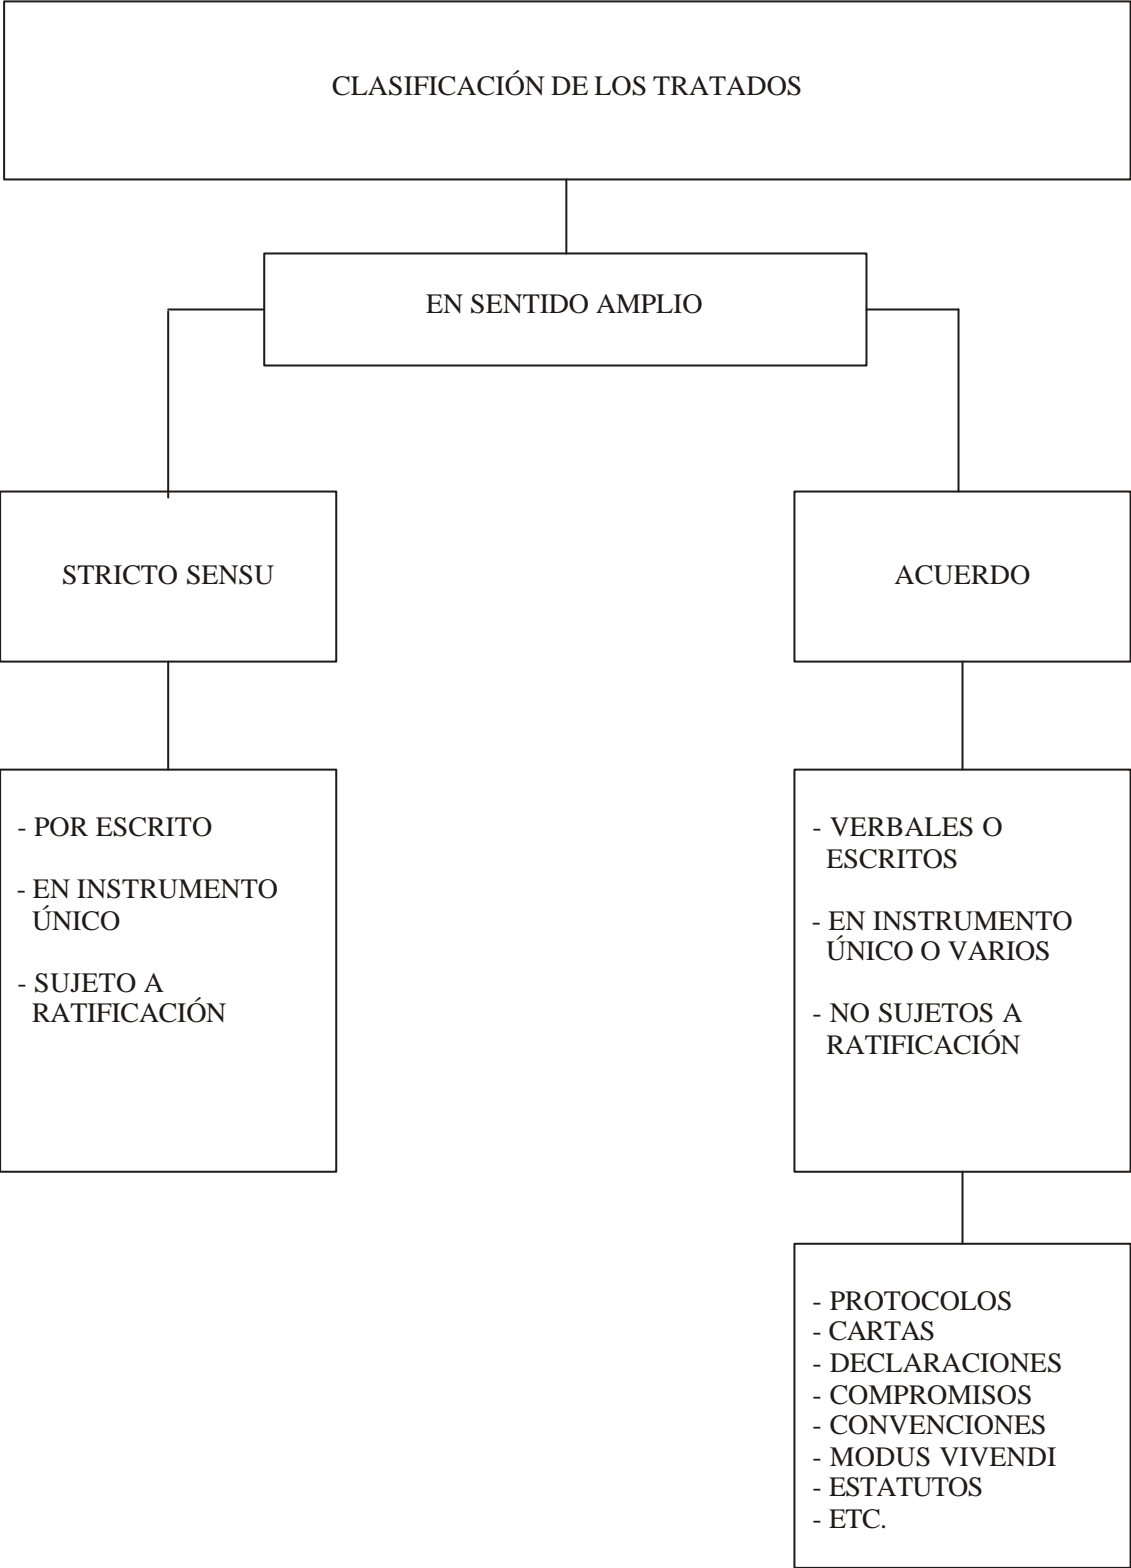 CLASIFICACIÓN DE LOS TRATADOS
EN SENTIDO AMPLIO
STRICTO SENSU
ACUERDO
- POR ESCRITO
- EN INSTRUMENTO
ÚNICO
- SUJETO A
RATIFICACIÓN
- VERBALES O
ESCRITOS
- EN INSTRUMENTO
ÚNICO O VARIOS
- NO SUJETOS A
RATIFICACIÓN
- PROTOCOLOS
- CARTAS
- DECLARACIONES
- COMPROMISOS
- CONVENCIONES
- MODUS VIVENDI
- ESTATUTOS
- ETC.